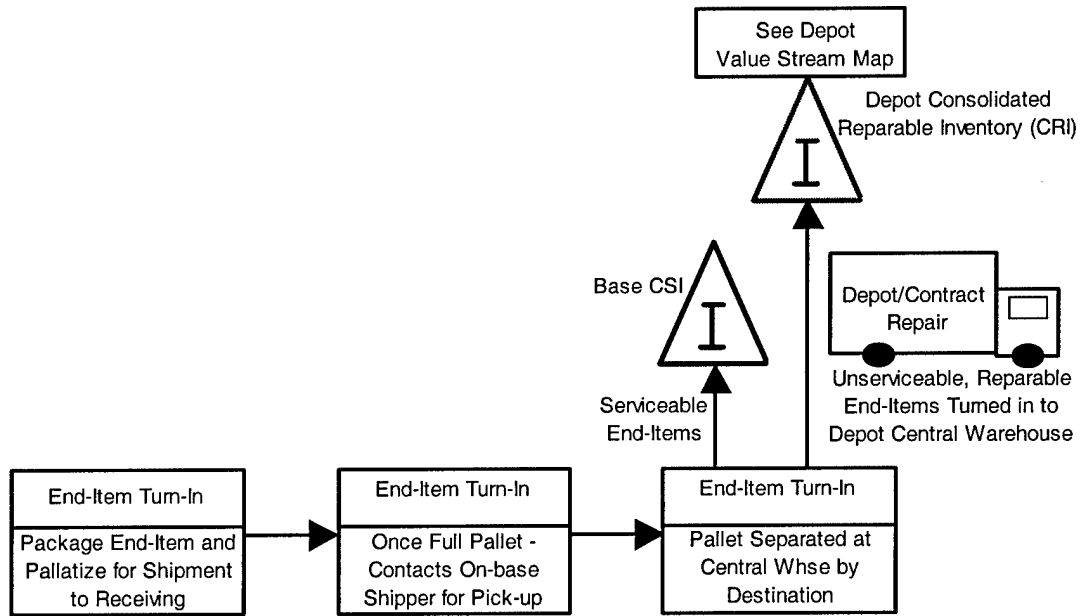 See Depot
Value Stream Map
Depot Consolidated
Reparable Inventory (CRI)
I
Base CSI
I
Depot/Contract
Repair
Unserviceable, Reparable
End-Items Turned in to
Depot Central Warehouse
Serviceable
End-Items
End-Item Turn-In
Package End-Item and
Pallatize for Shipment
to Receiving
End-Item Turn-In
Once Full Pallet -
Contacts On-base
Shipper for Pick-up
End-Item Turn-In
Pallet Separated at
Central Whse by
Destination